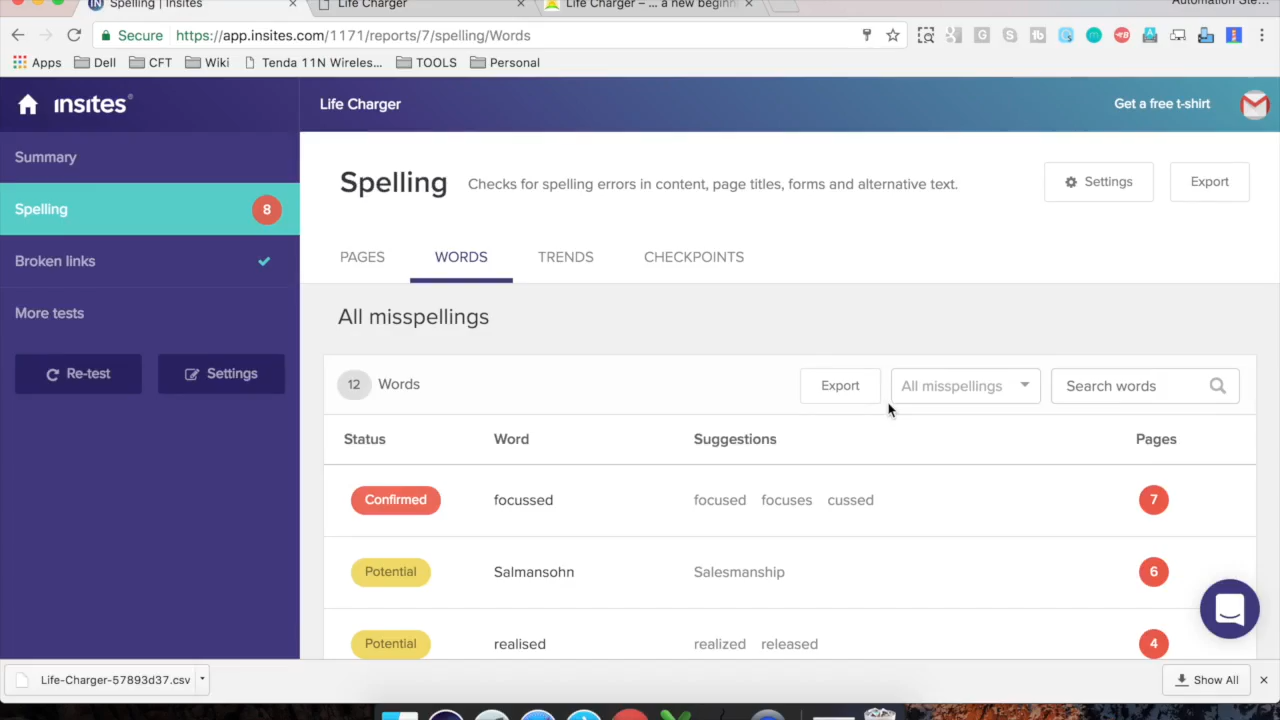 Spelling | Insites
Life Charger
Life Charger – ... a new beginni
Automation Ste...
Secure https://app.insites.com/1171/reports/7/spelling/Words
Apps Dell CFT Wiki Tenda 11N Wireles... TOOLS Personal
insites
Life Charger
Get a free t-shirt
Summary
Spelling 8
Broken links
More tests
Re-test Settings
Spelling Checks for spelling errors in content, page titles, forms and alternative text.
Settings Export
PAGES WORDS TRENDS CHECKPOINTS
All misspellings
12 Words Export All misspellings Search words
Status Word Suggestions Pages
Confirmed focussed focused focuses cussed 7
Potential Salmansohn Salesmanship 6
Potential realised realized released 4
Life-Charger-57893d37.csv
Show All